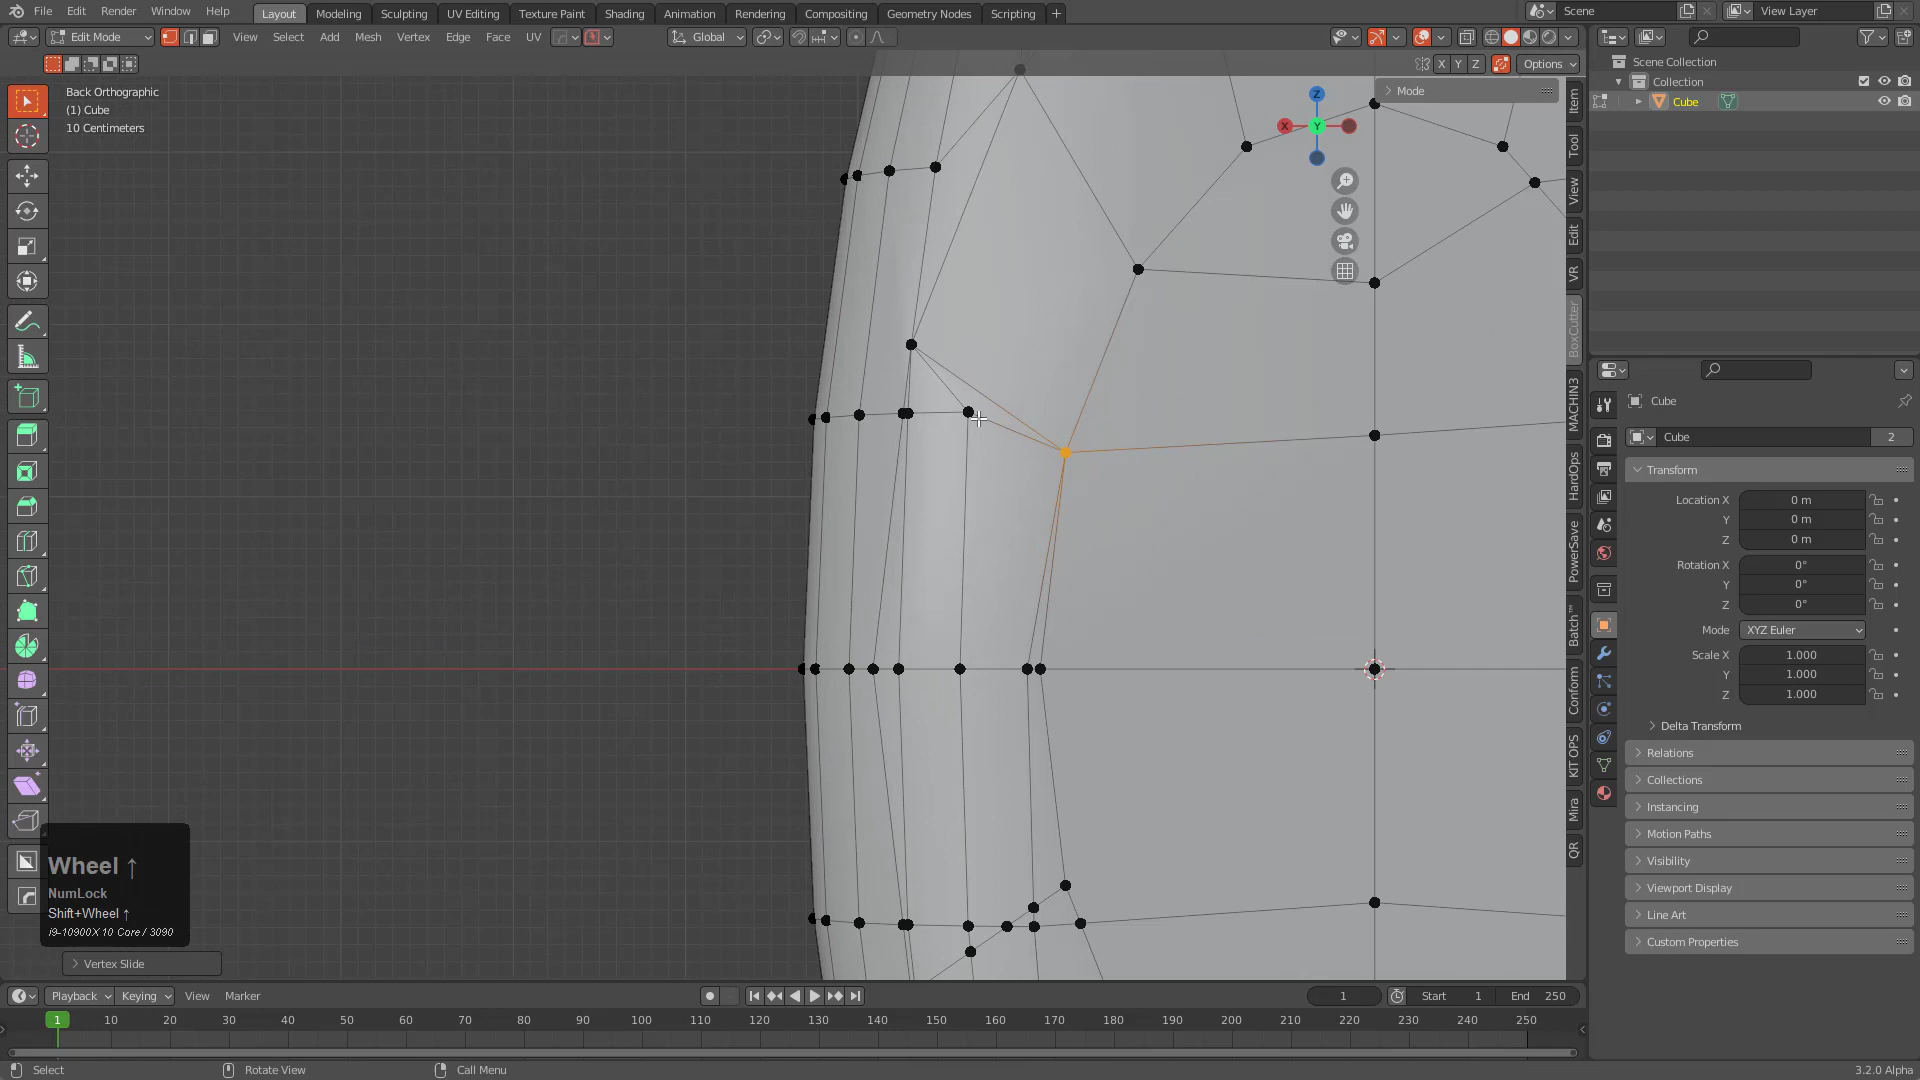 File Edit Render Window Help Layout Modeling Sculpting UV Editing Texture Paint Shading Animation Rendering Compositing Geometry Nodes Scripting + Scene View Layer
Edit Mode View Select Add Mesh Vertex Edge Face UV Global
X Y Z Options
Back Orthographic
(1) Cube
10 Centimeters
Mode
Z
X
Y
Item
Tool
View
Edit
VR
BoxCutter
MACHIN3
HardOps
PowerSave
Batch™
Conform
KIT OPS
Mira
QR
Scene Collection
Collection
Cube
Cube
Cube 2
Transform
Location X 0 m
Y 0 m
Z 0 m
Rotation X 0°
Y 0°
Z 0°
Mode XYZ Euler
Scale X 1.000
Y 1.000
Z 1.000
Delta Transform
Relations
Collections
Instancing
Motion Paths
Visibility
Viewport Display
Line Art
Custom Properties
Wheel ↑
NumLock
Shift+Wheel ↑
i9-10900X 10 Core / 3090
Vertex Slide
Playback Keying View Marker 1 Start 1 End 250
1 10 20 30 40 50 60 70 80 90 100 110 120 130 140 150 160 170 180 190 200 210 220 230 240 250
Select Rotate View Call Menu 3.2.0 Alpha